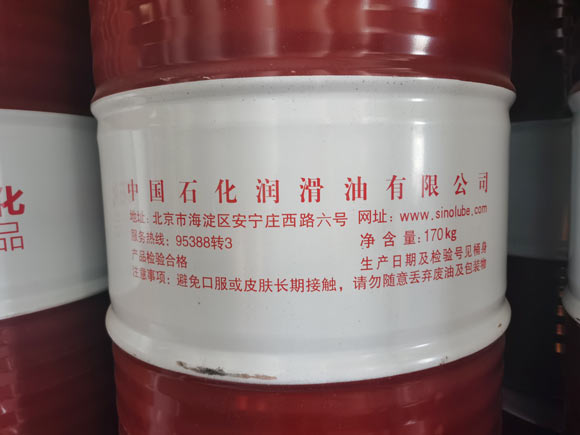 中国石化润滑油有限公司
地址：北京市海淀区安宁庄西路六号 网址：www.sinolube.com
服务热线：95388转3 净含量：170kg
产品检验合格 生产日期及检验号见桶身
注意事项：避免口服或皮肤长期接触，请勿随意丢弃废油及包装物
化
品